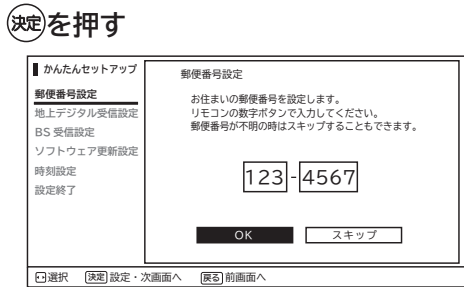 決定を押す
かんたんセットアップ
郵便番号設定
地上デジタル受信設定
BS 受信設定
ソフトウェア更新設定
時刻設定
設定終了
郵便番号設定
お住まいの郵便番号を設定します。
リモコンの数字ボタンで入力してください。
郵便番号が不明の時はスキップすることもできます。
123-4567
OK スキップ
選択 決定 設定・次画面へ 戻る 前画面へ